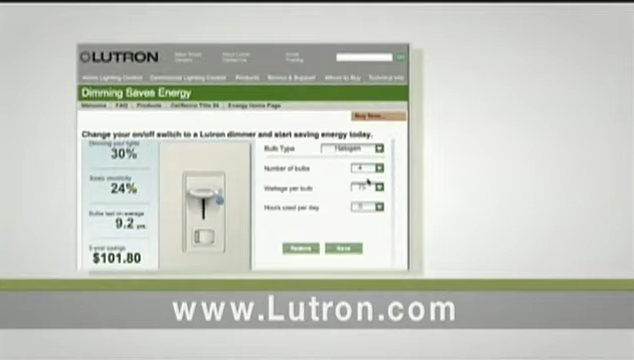 LUTRON
Home Lighting Control Commercial Lighting Control Products Service & Support Where to Buy Technical Info
Dimming Saves Energy
Welcome FAQ Products California Title 24 Energy Home Page
Buy Now...
Change your on/off switch to a Lutron dimmer and start saving energy today.
Dimming your lights
30%
Saves electricity
24%
Bulbs last on average
9.2 yrs.
5-year savings
$101.80
Bulb Type Halogen
Number of bulbs 4
Wattage per bulb 75
Hours used per day
Save
www.Lutron.com